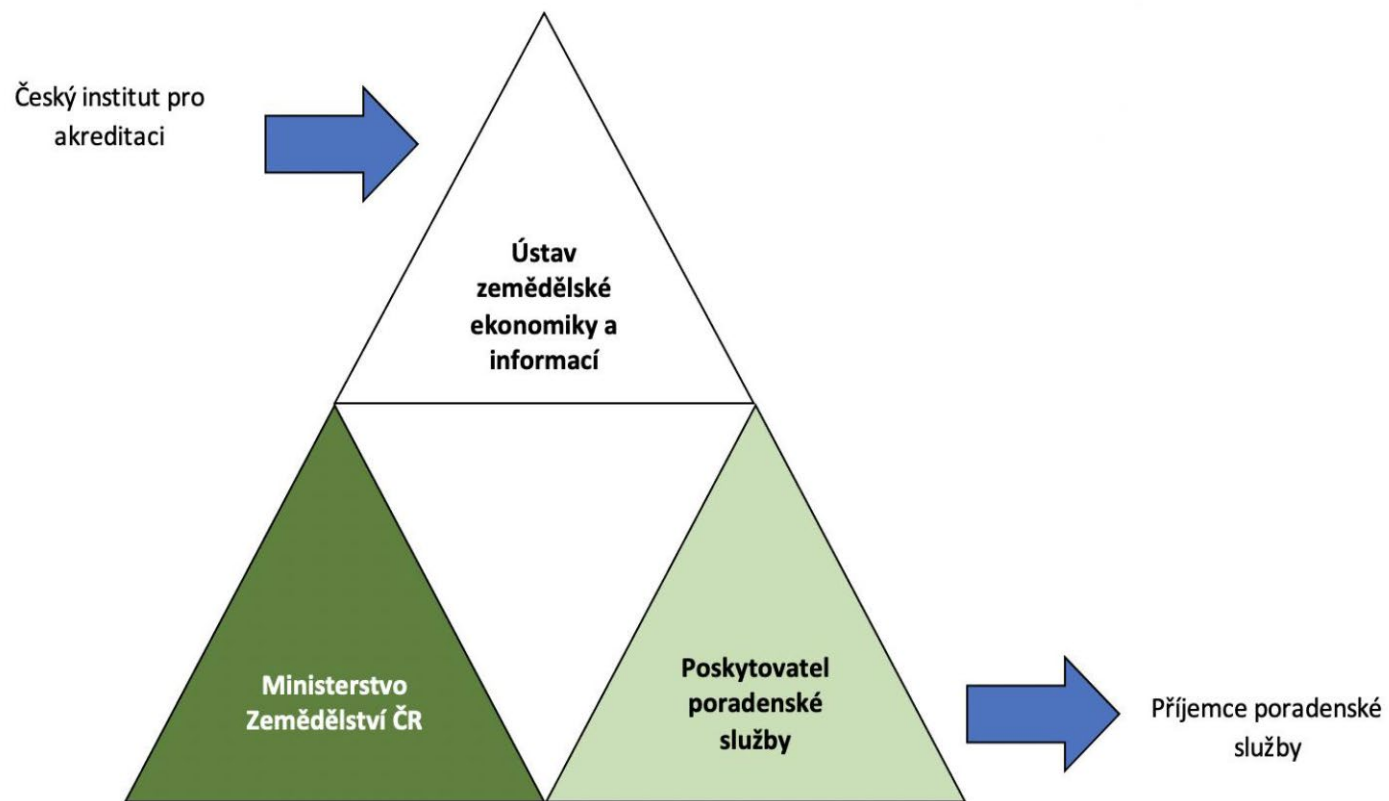 Český institut pro
akreditaci
Ústav
zemědělské
ekonomiky a
informací
Ministerstvo
Zemědělství ČR
Poskytovatel
poradenské
služby
Příjemce poradenské
služby